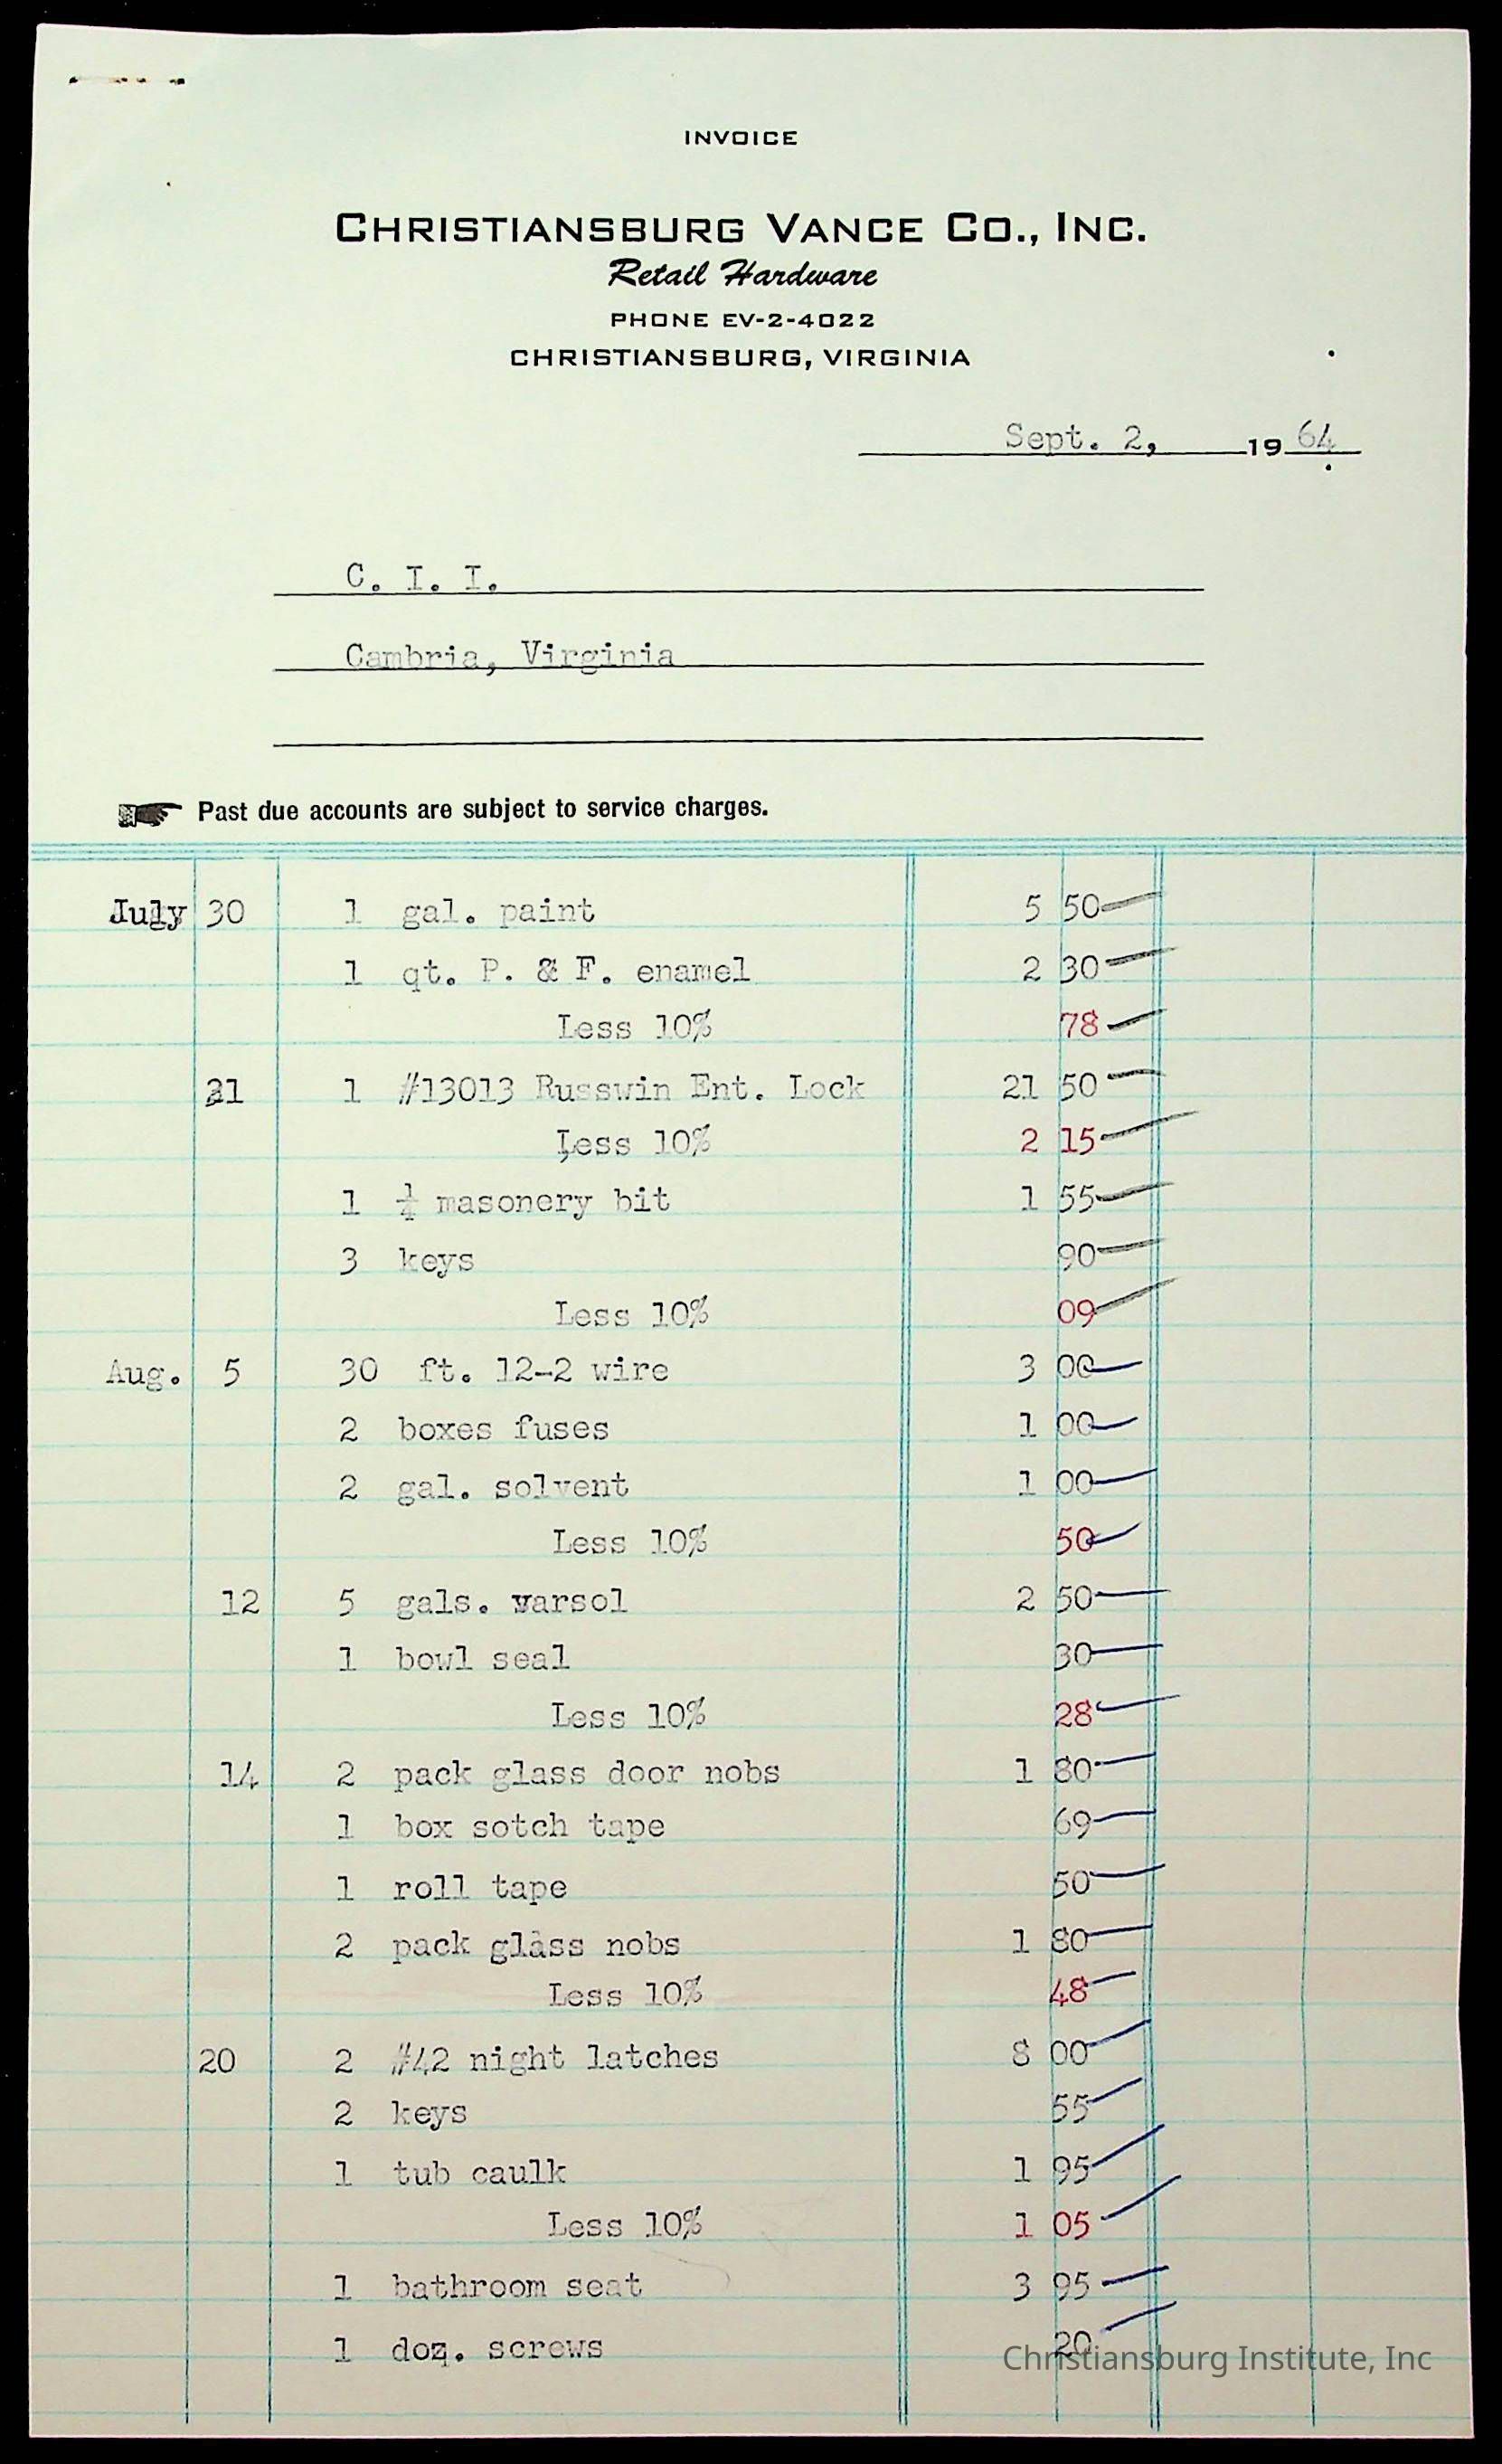 INVOICE
CHRISTIANSBURG VANCE CO., INC.
Retail Hardware
PHONE EV-2-4022
CHRISTIANSBURG, VIRGINIA
Sept. 2, 19 64
C. I. I.
Cambria, Virginia
Past due accounts are subject to service charges.
July 30 1 gal. paint 5 50
1 qt. P. & F. enamel 2 30
Less 10% 78
31 1 #13013 Russwin Ent. Lock 21 50
Less 10% 2 15
1 ¼ masonery bit 1 55
3 keys 90
Less 10% 09
Aug. 5 30 ft. 12-2 wire 3 00
2 boxes fuses 1 00
2 gal. solvent 1 00
Less 10% 50
12 5 gals. varsol 2 50
1 bowl seal 30
Less 10% 28
14 2 pack glass door nobs 1 80
1 box sotch tape 69
1 roll tape 50
2 pack glass nobs 1 80
Less 10% 48
20 2 #42 night latches 8 00
2 keys 55
1 tub caulk 1 95
Less 10% 1 05
1 bathroom seat 3 95
1 doz. screws 20
Christiansburg Institute, Inc